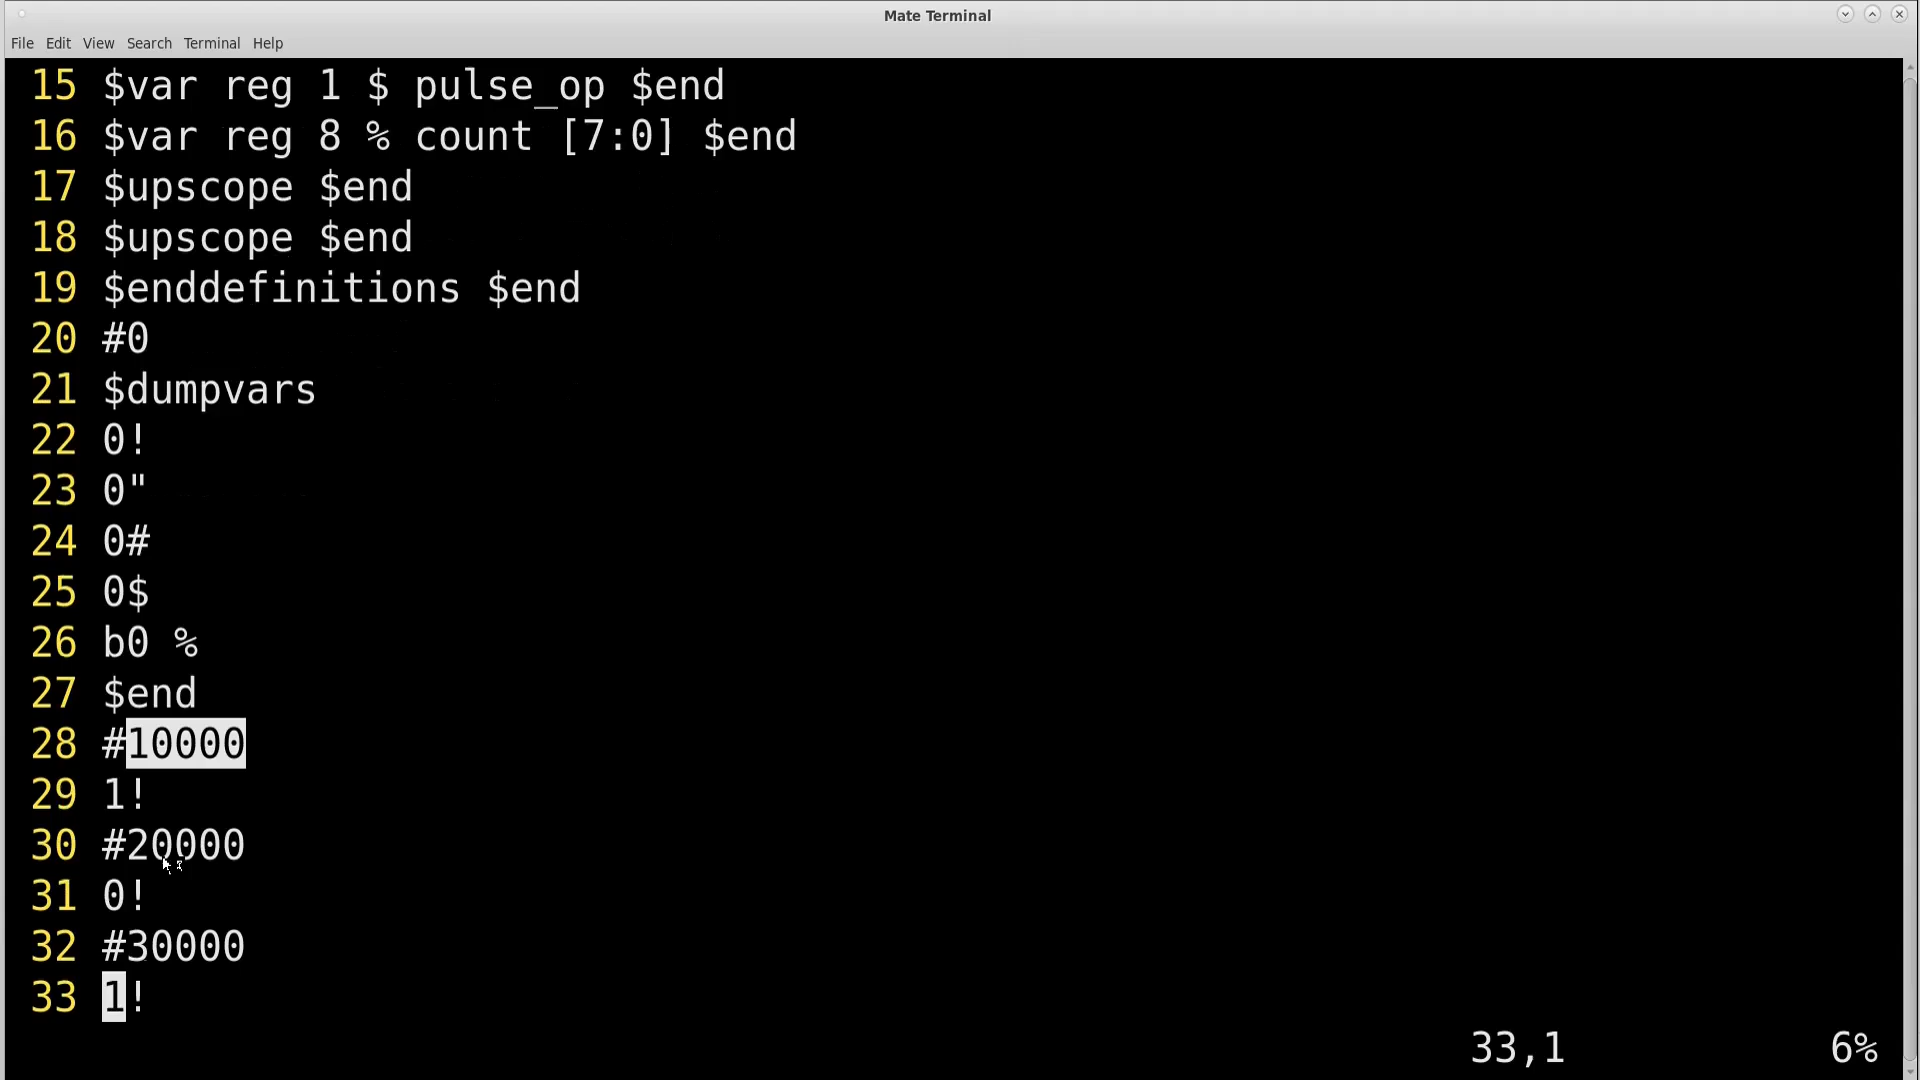 Mate Terminal
File Edit View Search Terminal Help
15 $var reg 1 $ pulse_op $end
16 $var reg 8 % count [7:0] $end
17 $upscope $end
18 $upscope $end
19 $enddefinitions $end
20 #0
21 $dumpvars
22 0!
23 0"
24 0#
25 0$
26 b0 %
27 $end
28 #10000
29 1!
30 #20000
31 0!
32 #30000
33 1!
33,1 6%